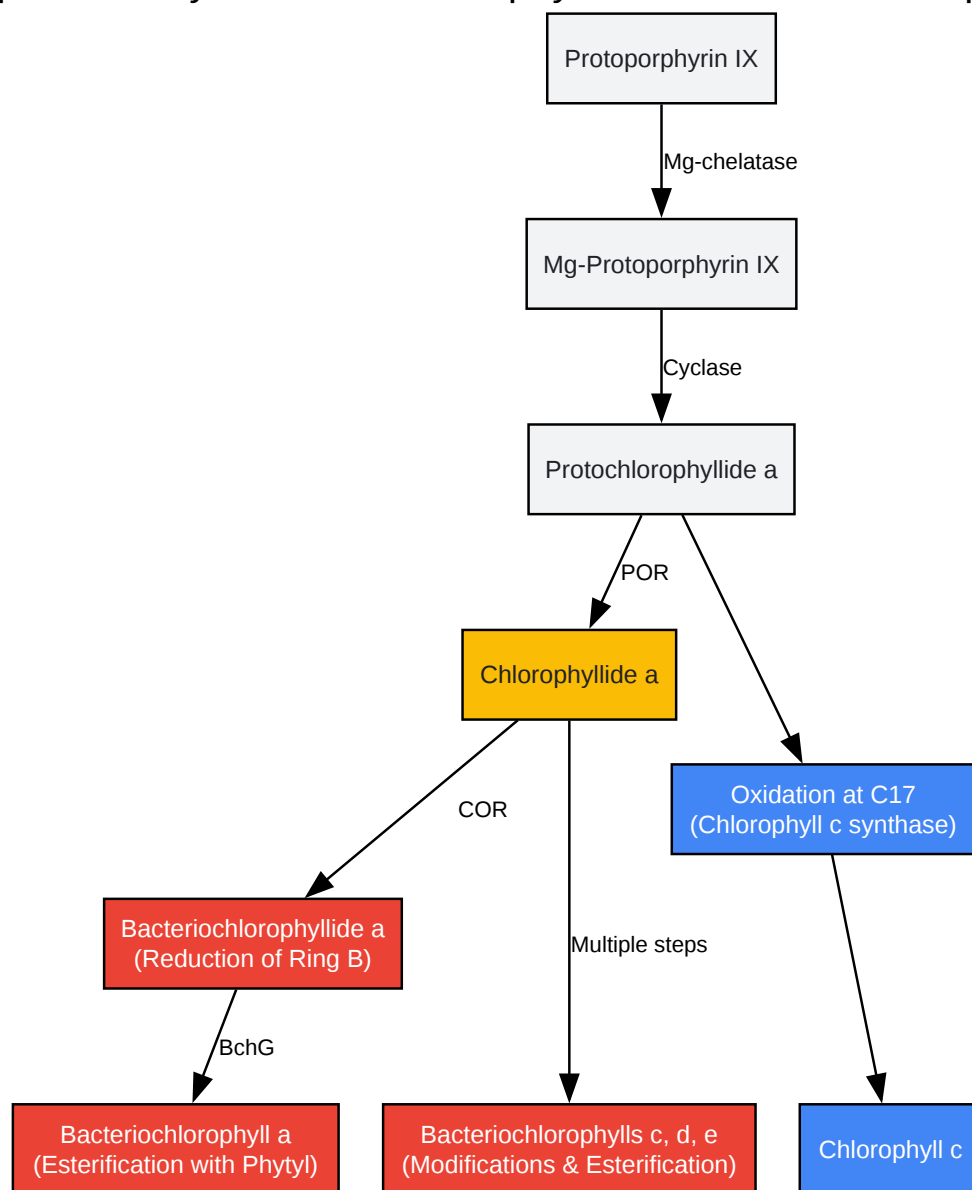 Protoporphyrin IX
Mg-chelatase
Mg-Protoporphyrin IX
Cyclase
Protochlorophyllide a
POR
Chlorophyllide a
Oxidation at C17
(Chlorophyll c synthase)
COR
Bacteriochlorophyllide a
(Reduction of Ring B)
Multiple steps
BchG
Bacteriochlorophyll a
(Esterification with Phytyl)
Bacteriochlorophylls c, d, e
(Modifications & Esterification)
Chlorophyll c